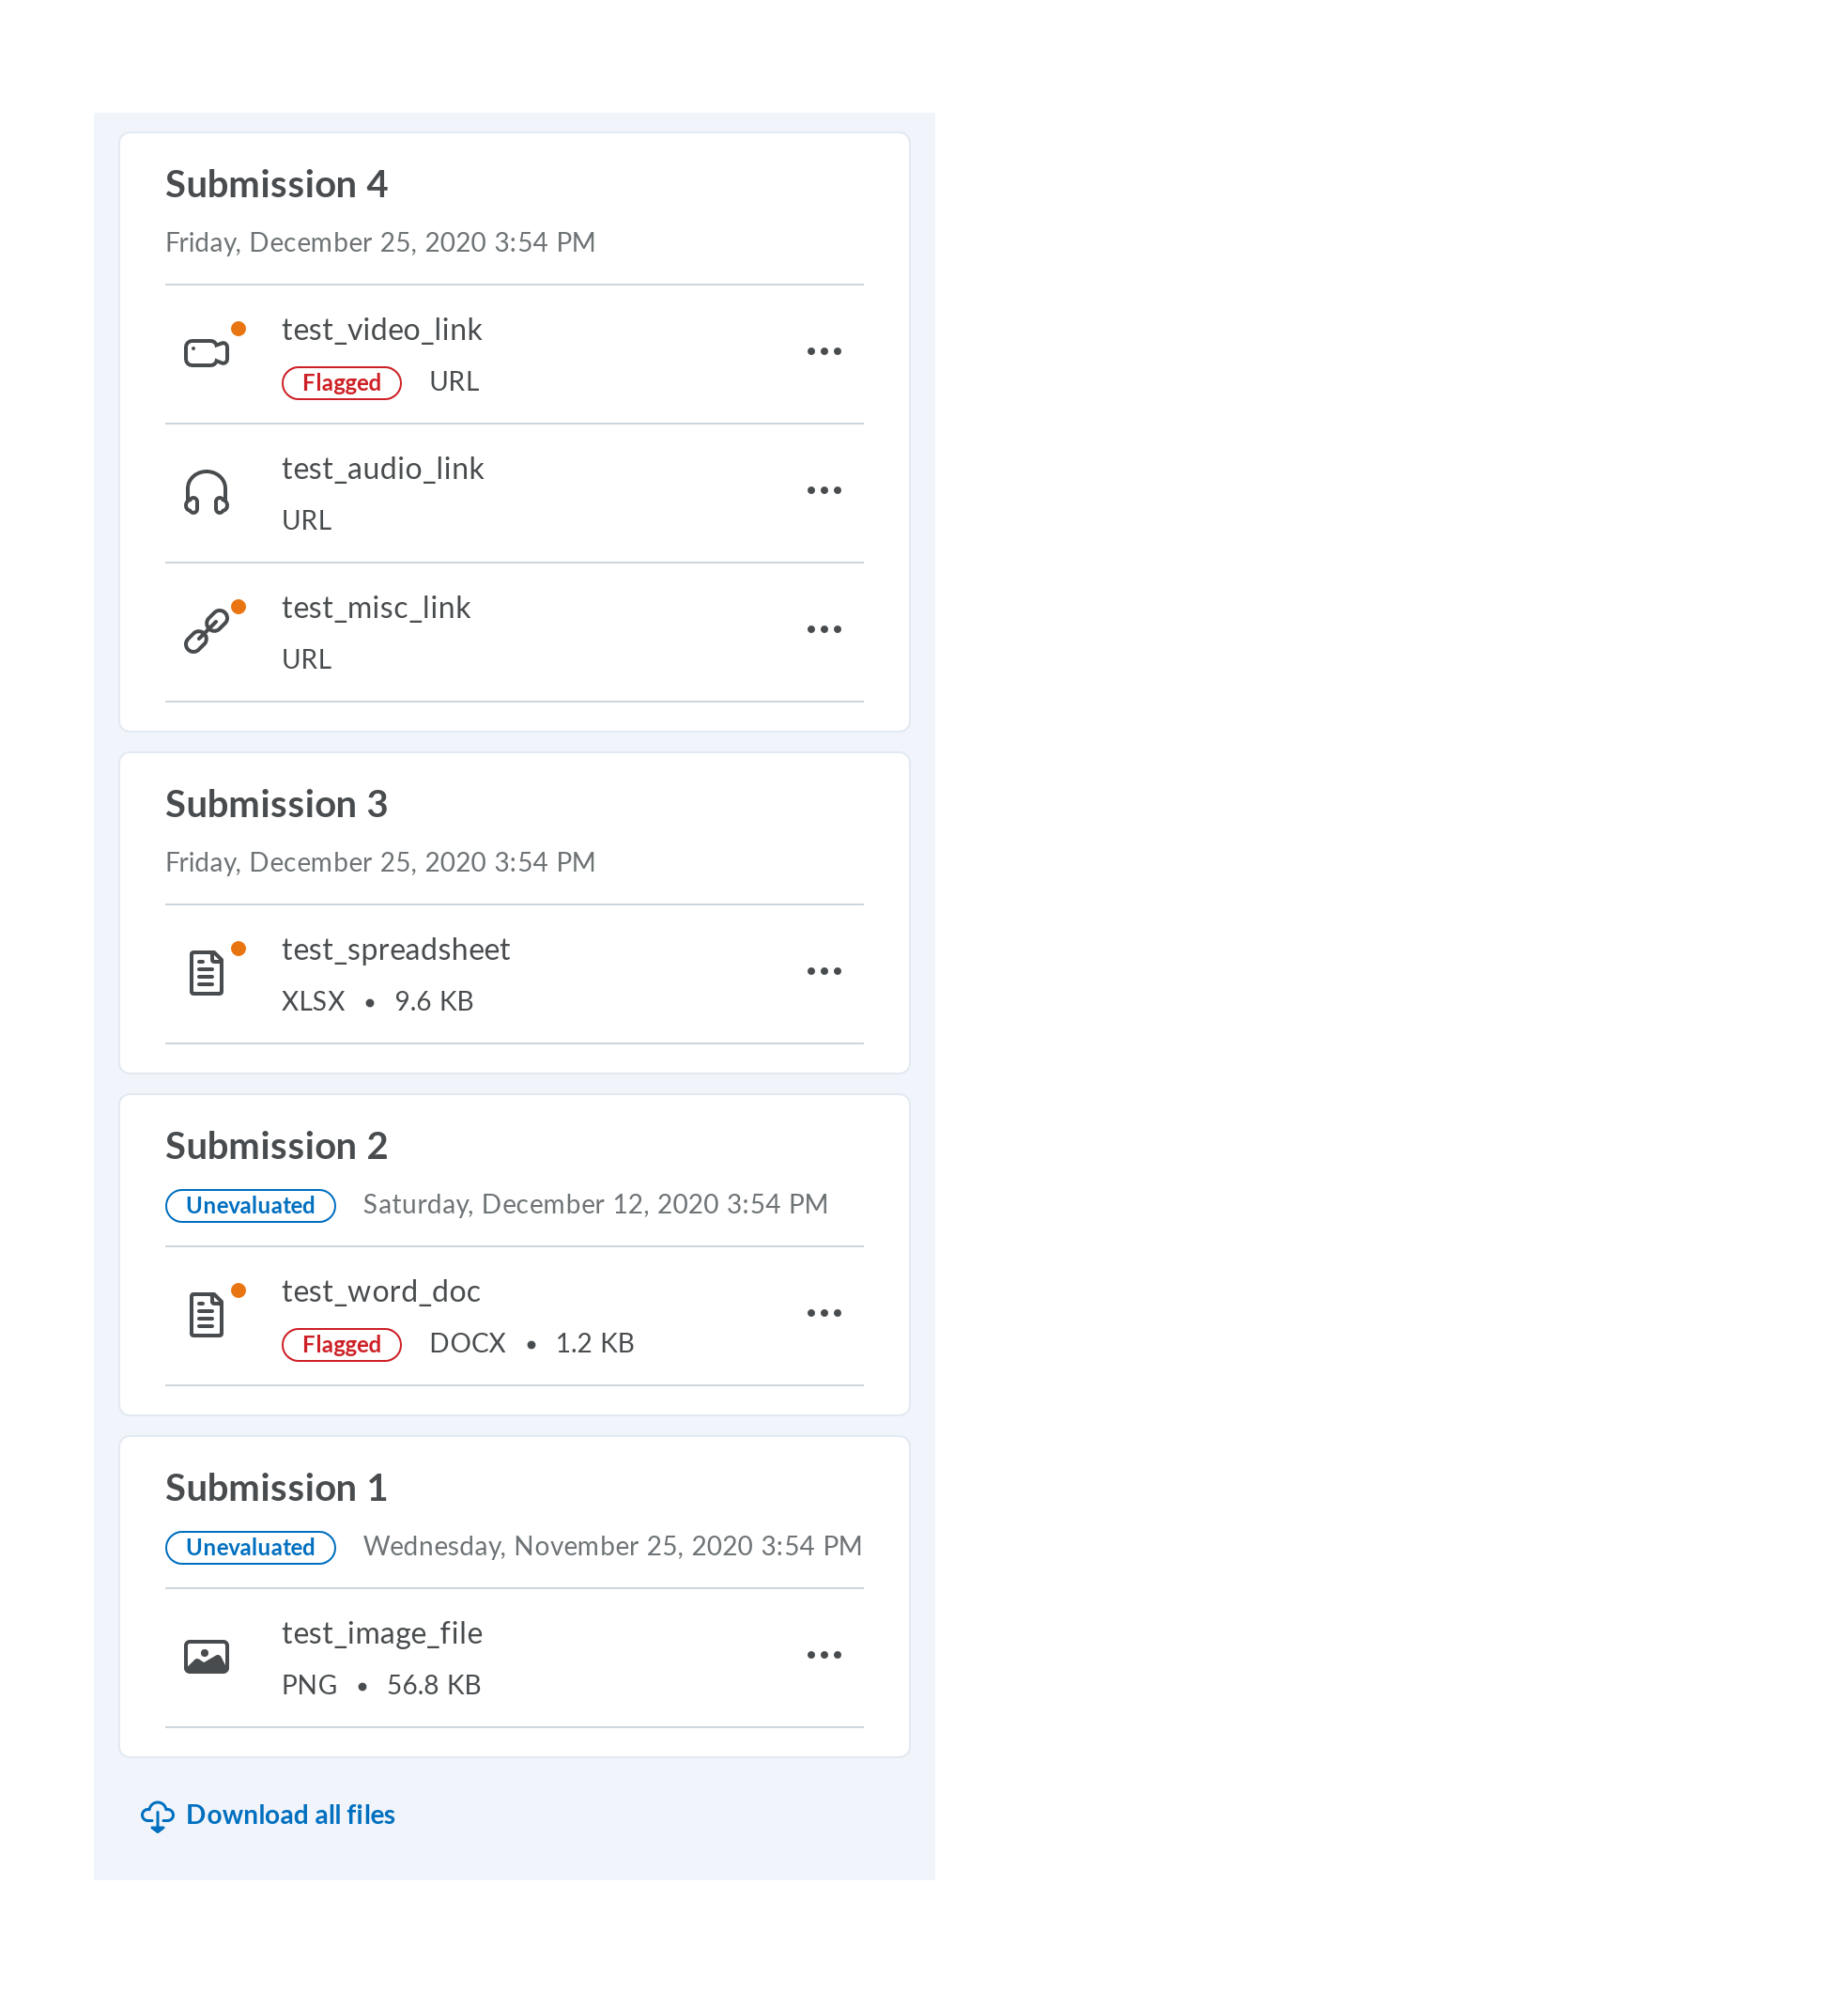 Submission 4
Friday, December 25, 2020 3:54 PM
test_video_link
Flagged URL
test_audio_link
URL
test_misc_link
URL
Submission 3
Friday, December 25, 2020 3:54 PM
test_spreadsheet
XLSX • 9.6 KB
Submission 2
Unevaluated Saturday, December 12, 2020 3:54 PM
test_word_doc
Flagged DOCX • 1.2 KB
Submission 1
Unevaluated Wednesday, November 25, 2020 3:54 PM
test_image_file
PNG • 56.8 KB
Download all files